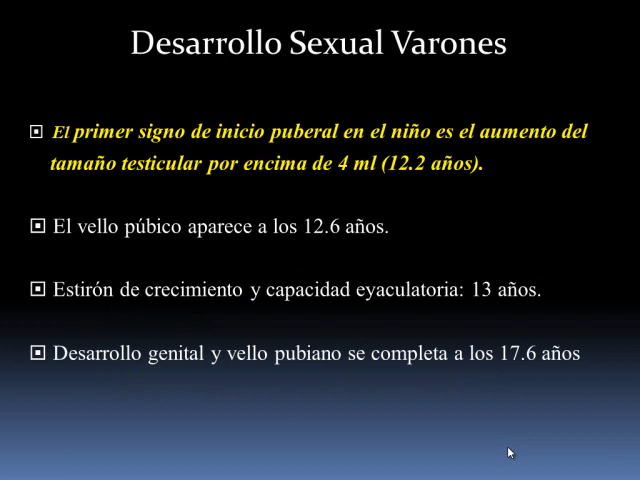 Desarrollo Sexual Varones
El primer signo de inicio puberal en el niño es el aumento del
tamaño testicular por encima de 4 ml (12.2 años).
El vello púbico aparece a los 12.6 años.
Estirón de crecimiento y capacidad eyaculatoria: 13 años.
Desarrollo genital y vello pubiano se completa a los 17.6 años